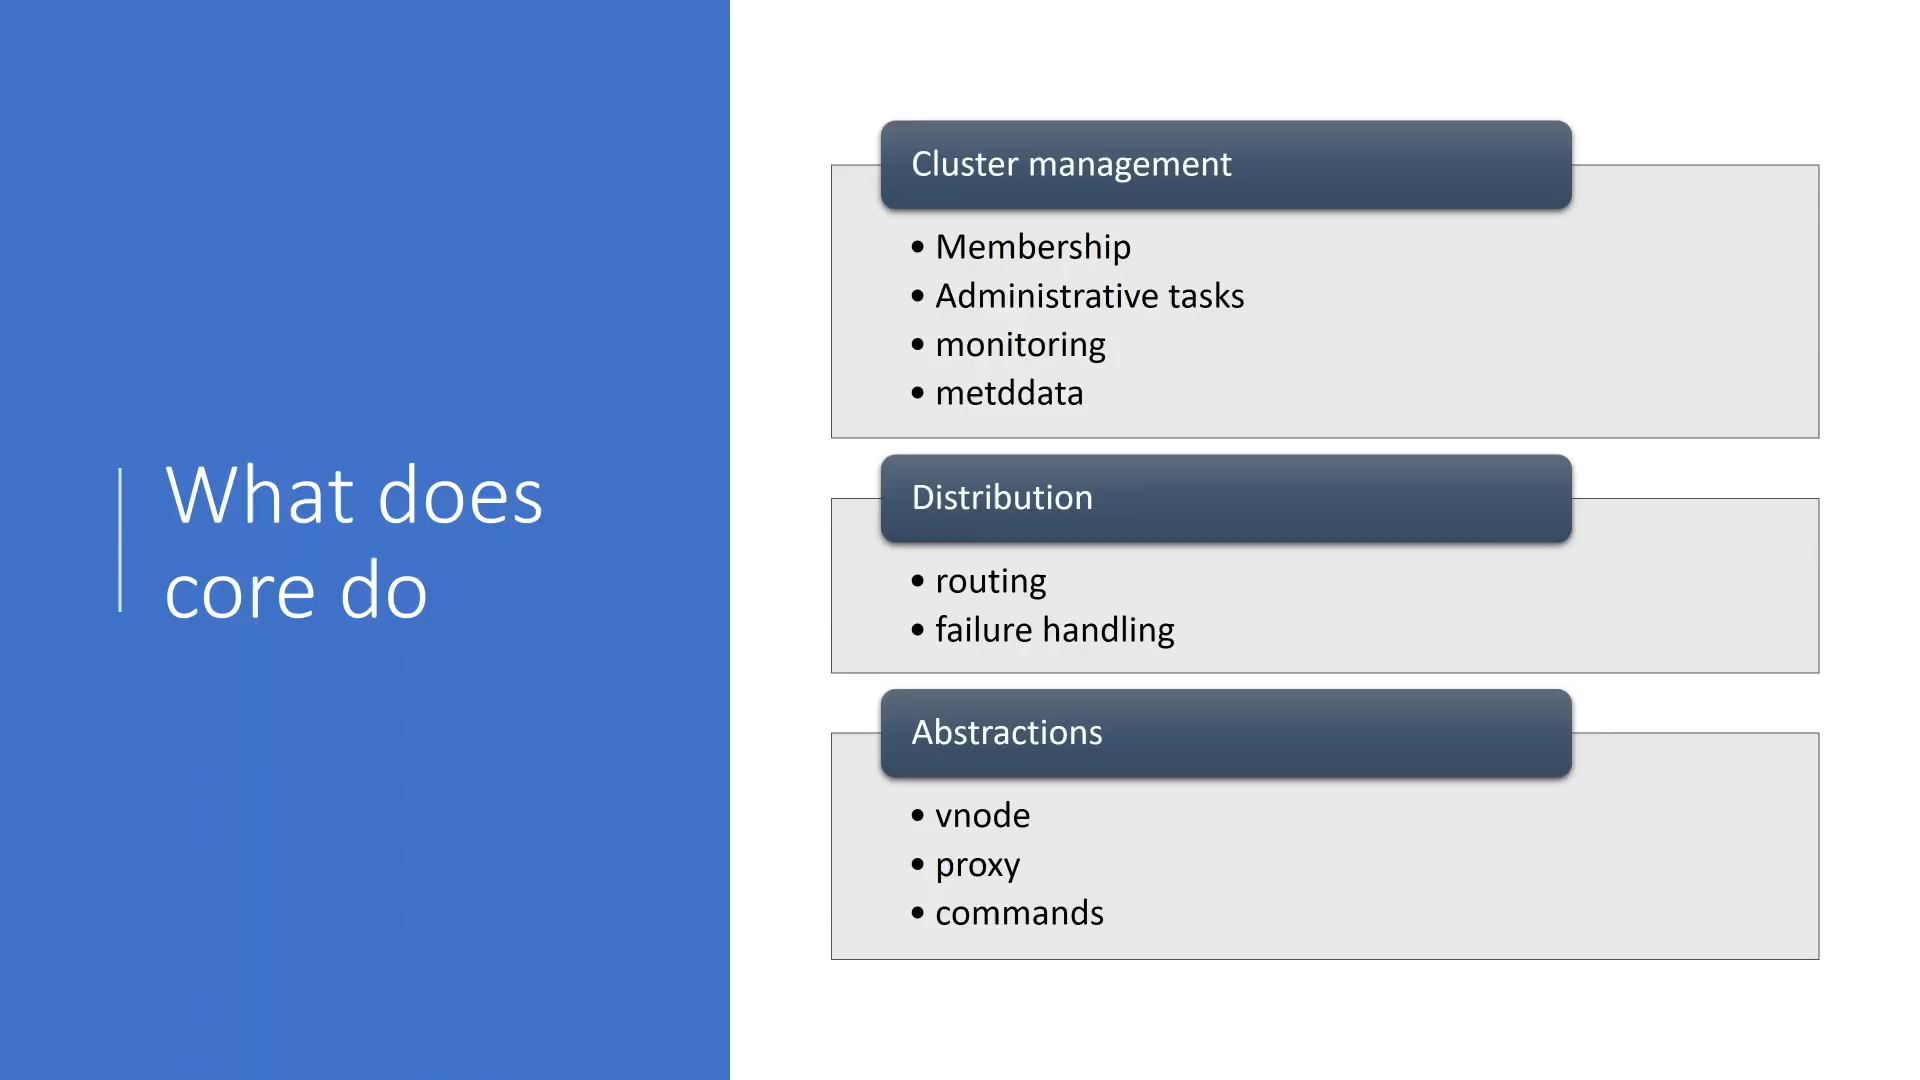 What does
core do
Cluster management
• Membership
• Administrative tasks
• monitoring
• metddata
Distribution
• routing
• failure handling
Abstractions
• vnode
• proxy
• commands